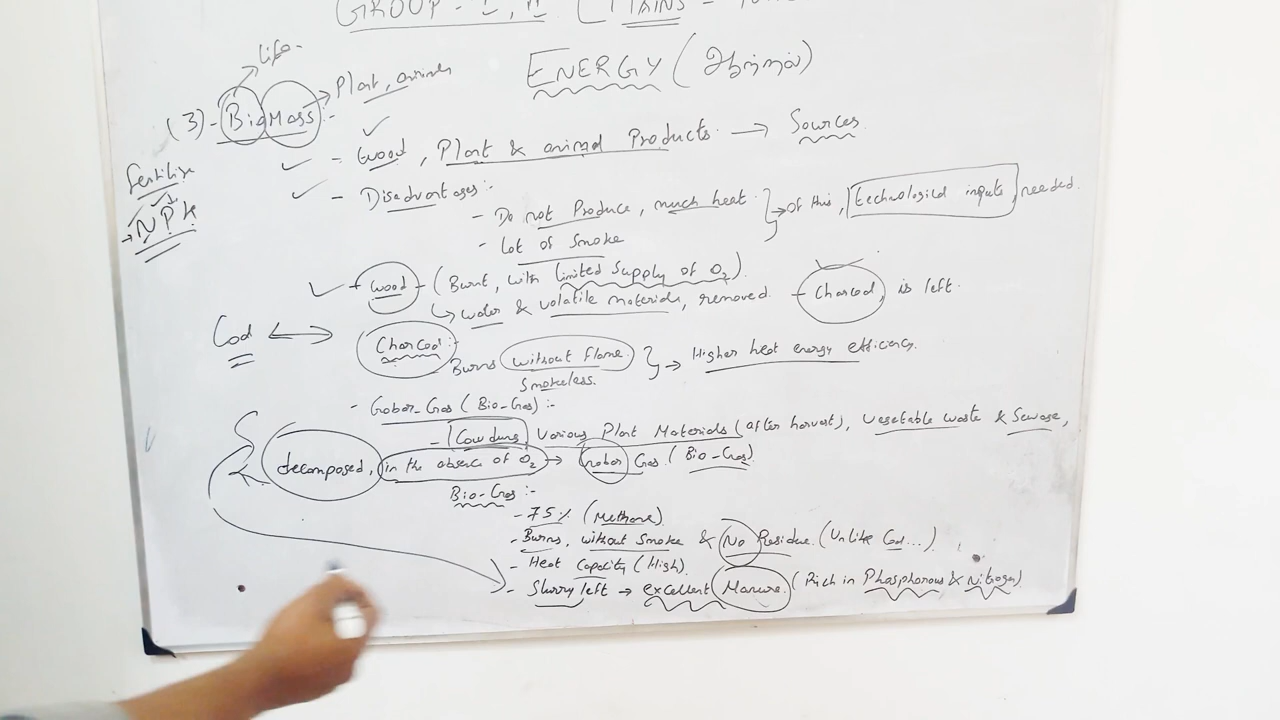 GROUP - I, II (MAINS -
ENERGY (ஆற்றல்)
Life
(3) - BioMass :- Plant, animals
- Wood, Plant & animal Products → Sources
Fertilizer
NPK
- Disadvantages :-
- Do not Produce, much heat. } → Of this, technological inputs needed.
- Lot of Smoke
- Wood - (Burnt, with limited Supply of O2)
↳ water & volatile materials, removed - Charcoal, is left.
Coal ↔ Charcoal :-
Burns without Flame. } → Higher heat energy efficiency.
Smokeless.
- Gobar-Gas (Bio-Gas) :-
- Cow dung, Various Plant Materials (after harvest), Vegetable waste & Sewage,
decomposed, in the absence of O2 → Gobar Gas. (Bio-Gas)
Bio-Gas :-
- 75% (Methane)
- Burns, without Smoke & No Residue. (Unlike Coal...)
- Heat Capacity (High).
- Slurry left → excellent Manure. (Rich in Phosphorous & Nitrogen)